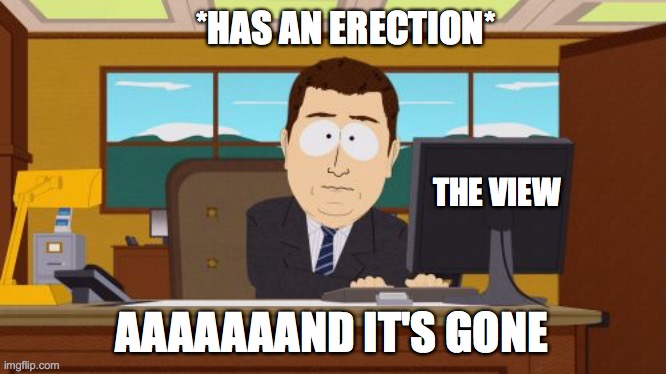 *HAS AN ERECTION*
THE VIEW
AAAAAAAND IT'S GONE
imgflip.com